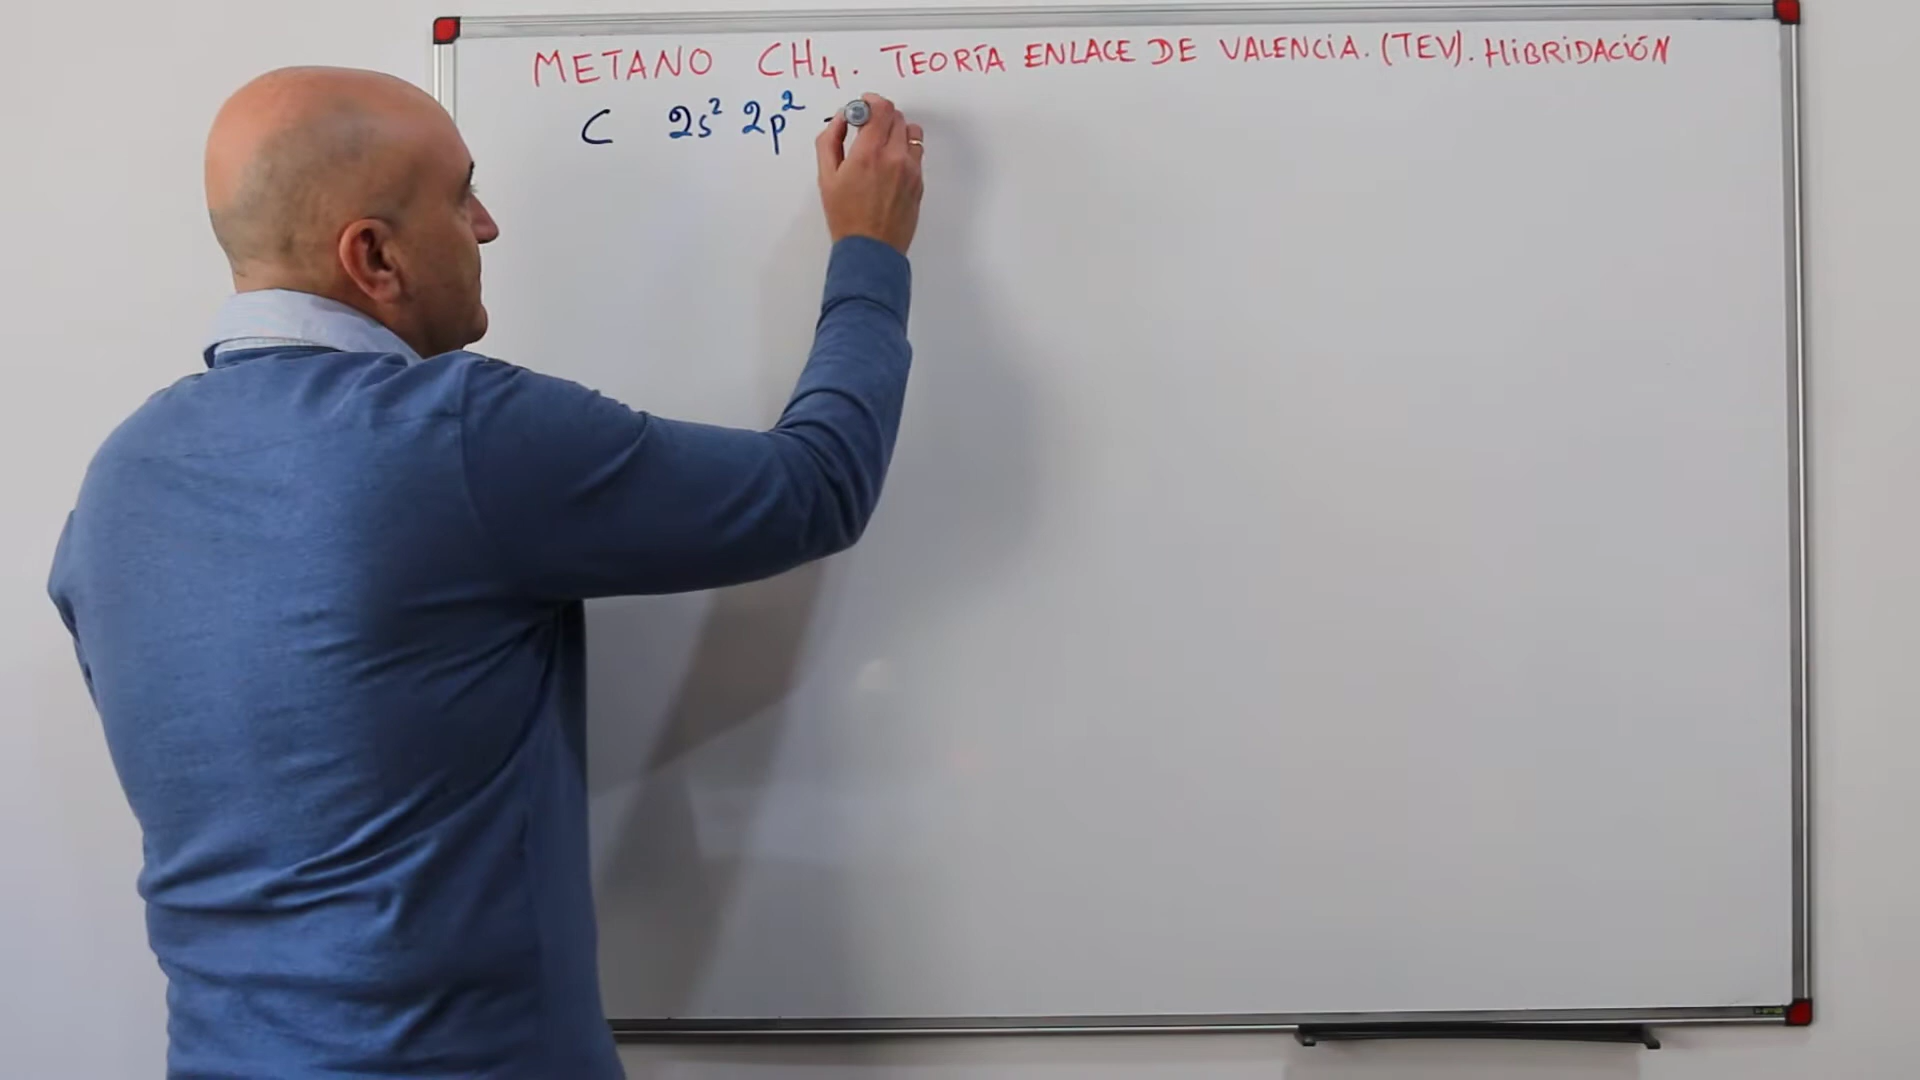 METANO CH₄. TEORÍA ENLACE DE VALENCIA. (TEV). HIBRIDACIÓN
C 2s² 2p² -